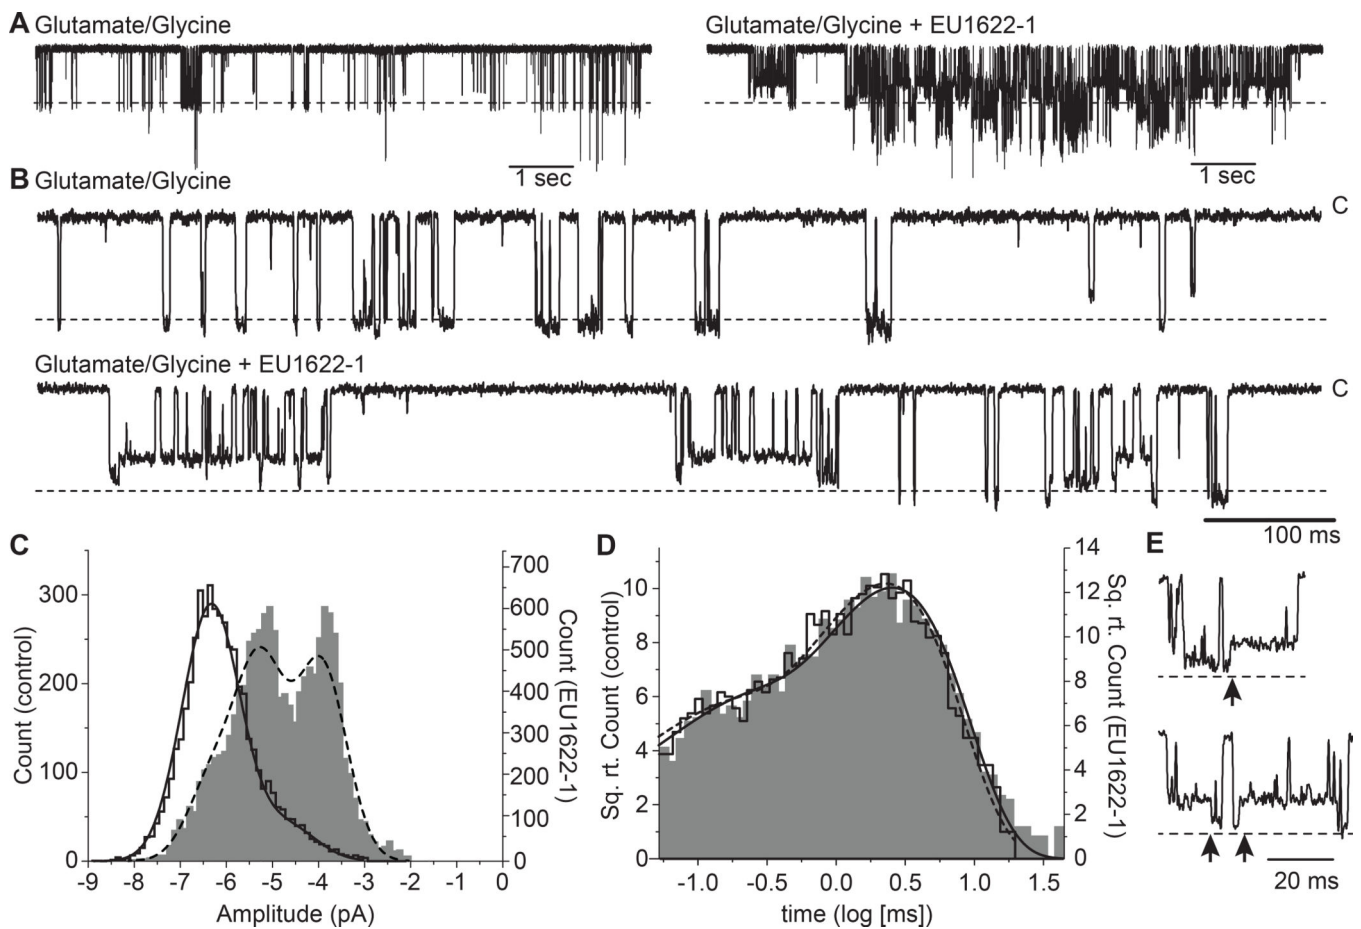 A Glutamate/Glycine
Glutamate/Glycine + EU1622-1
1 sec
1 sec
B Glutamate/Glycine
C
Glutamate/Glycine + EU1622-1
C
100 ms
C
Count (control)
300
200
100
0
700
600
500
400
300
200
100
0
Count (EU1622-1)
-9 -8 -7 -6 -5 -4 -3 -2 -1 0
Amplitude (pA)
D
Sq. rt. Count (control)
10
8
6
4
2
0
14
12
10
8
6
4
2
0
Sq. rt. Count (EU1622-1)
-1.0 -0.5 0.0 0.5 1.0 1.5
time (log [ms])
E
20 ms